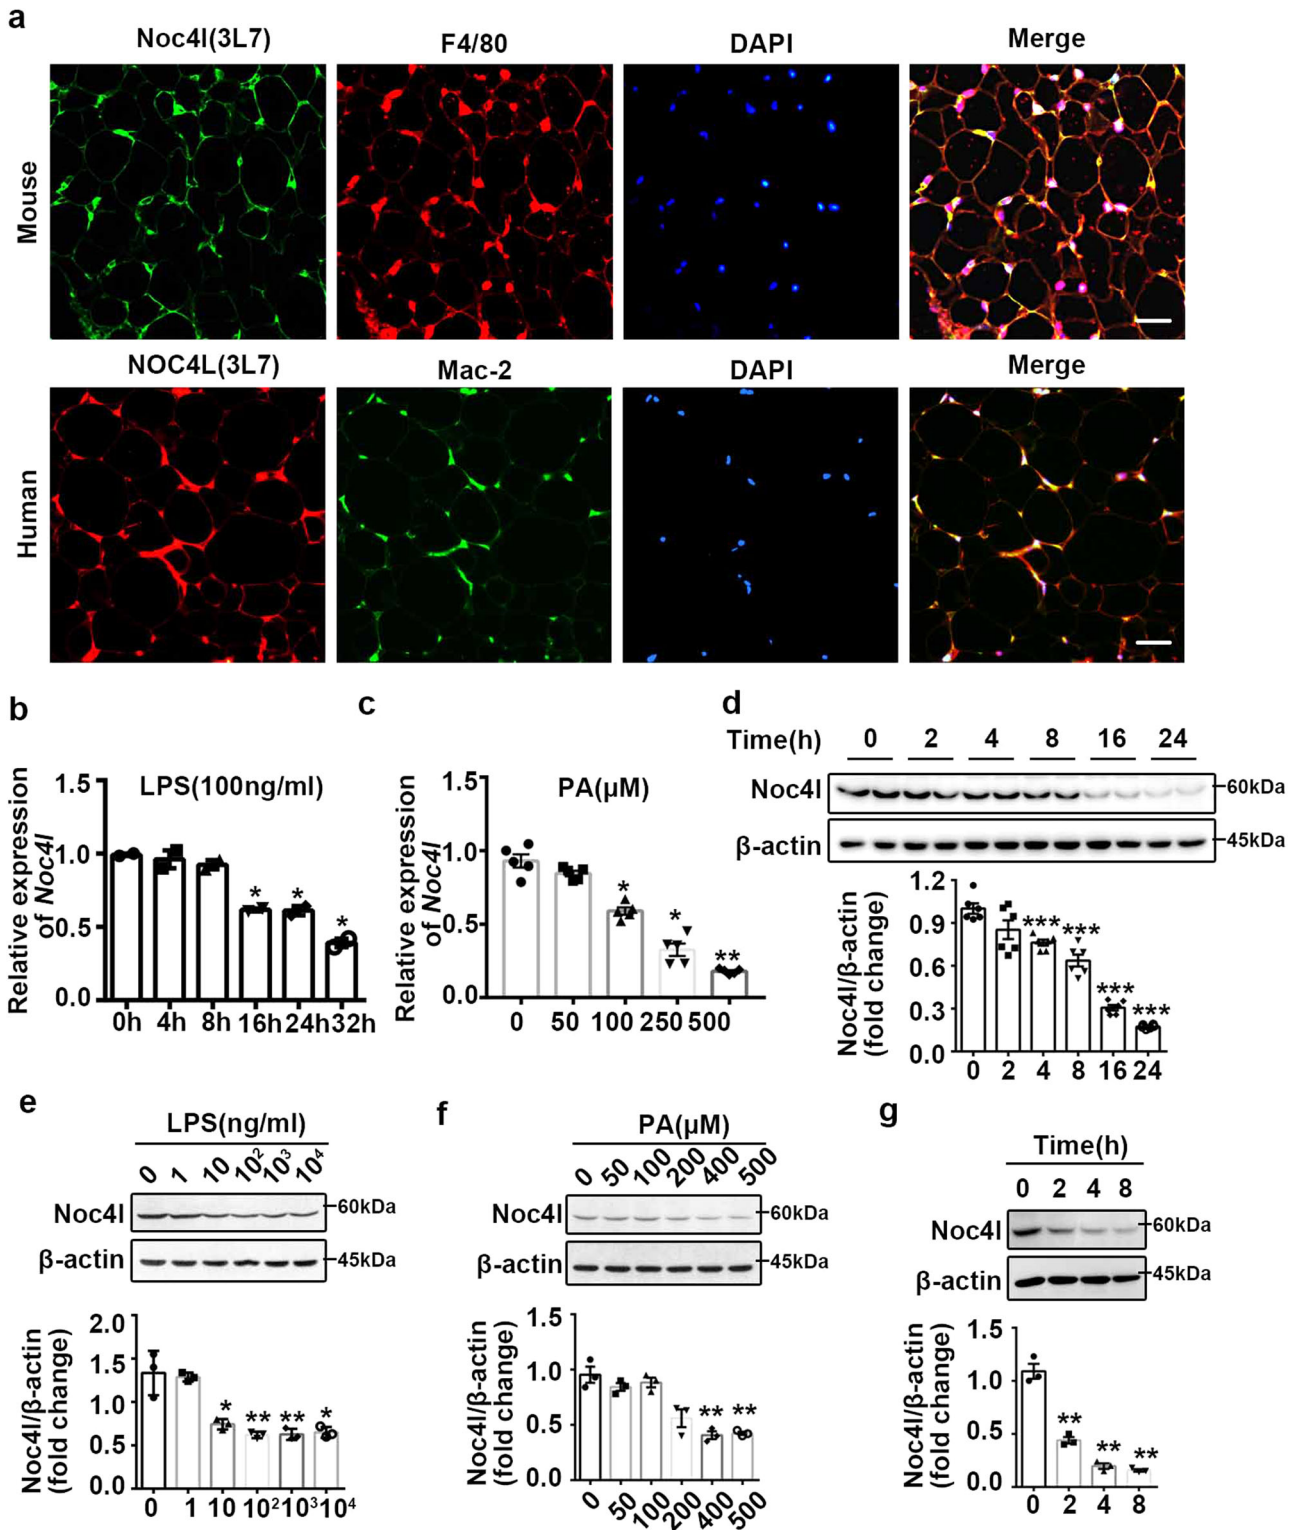 a
Noc4l(3L7) F4/80 DAPI Merge
Mouse
NOC4L(3L7) Mac-2 DAPI Merge
Human
b
LPS(100ng/ml)
Relative expression
of Noc4l
1.5
1.0
0.5
0.0
0h 4h 8h 16h 24h 32h
* * *
c
PA(μM)
Relative expression
of Noc4l
1.5
1.0
0.5
0.0
0 50 100 250 500
* * **
d
Time(h) 0 2 4 8 16 24
Noc4l 60kDa
β-actin 45kDa
Noc4l/β-actin
(fold change)
1.2
0.9
0.6
0.3
0.0
*** *** *** ***
0 2 4 8 16 24
e
LPS(ng/ml)
0 1 10 10² 10³ 10⁴
Noc4l 60kDa
β-actin 45kDa
Noc4l/β-actin
(fold change)
2.0
1.5
1.0
0.5
0.0
* ** ** *
0 1 10 10² 10³ 10⁴
f
PA(μM)
0 50 100 200 400 500
Noc4l 60kDa
β-actin 45kDa
Noc4l/β-actin
(fold change)
1.5
1.0
0.5
0.0
** **
0 50 100 200 400 500
g
Time(h)
0 2 4 8
Noc4l 60kDa
β-actin 45kDa
Noc4l/β-actin
(fold change)
1.5
1.0
0.5
0.0
** ** **
0 2 4 8